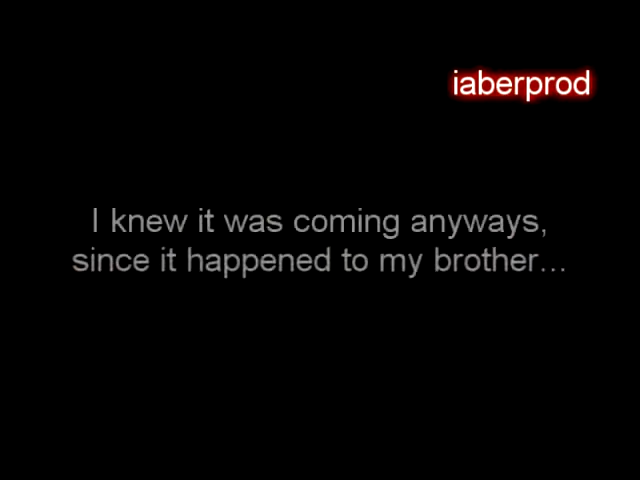 iaberprod
I knew it was coming anyways,
since it happened to my brother...